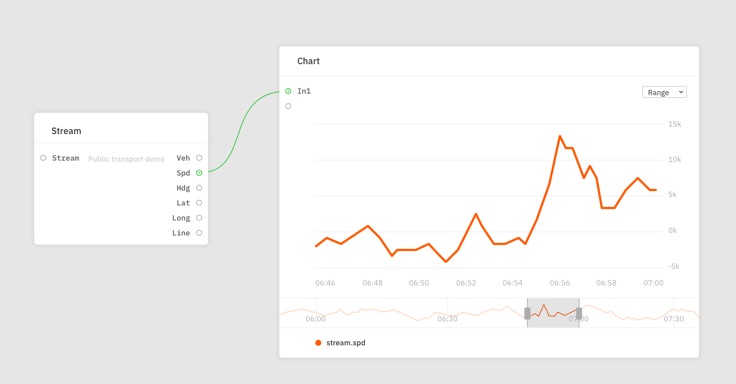 Stream
Stream Public transport demo Veh
Spd
Hdg
Lat
Long
Line
Chart
In1
Range
15k
10k
5k
0k
-5k
06:46 06:48 06:50 06:52 06:54 06:56 06:58 07:00
06:00 06:30 07:00 07:30
stream.spd